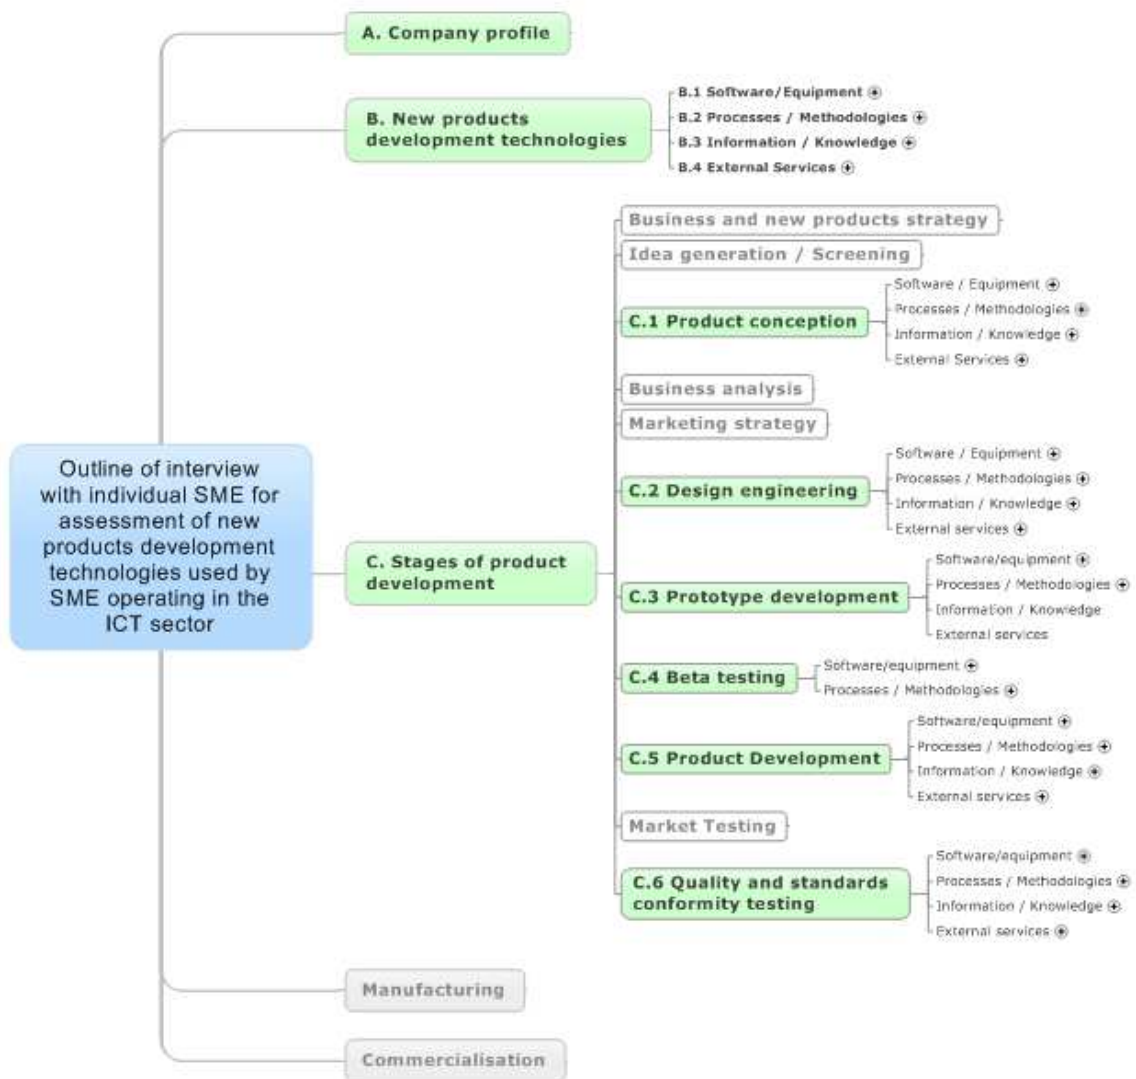 A. Company profile
B. New products
development technologies
B.1 Software/Equipment
B.2 Processes / Methodologies
B.3 Information / Knowledge
B.4 External Services
Outline of interview
with individual SME for
assessment of new
products development
technologies used by
SME operating in the
ICT sector
C. Stages of product
development
Business and new products strategy
Idea generation / Screening
C.1 Product conception
Software / Equipment
Processes / Methodologies
Information / Knowledge
External Services
Business analysis
Marketing strategy
C.2 Design engineering
Software / Equipment
Processes / Methodologies
Information / Knowledge
External services
C.3 Prototype development
Software/equipment
Processes / Methodologies
Information / Knowledge
External services
C.4 Beta testing
Software/equipment
Processes / Methodologies
C.5 Product Development
Software/equipment
Processes / Methodologies
Information / Knowledge
External services
Market Testing
C.6 Quality and standards
conformity testing
Software/equipment
Processes / Methodologies
Information / Knowledge
External services
Manufacturing
Commercialisation